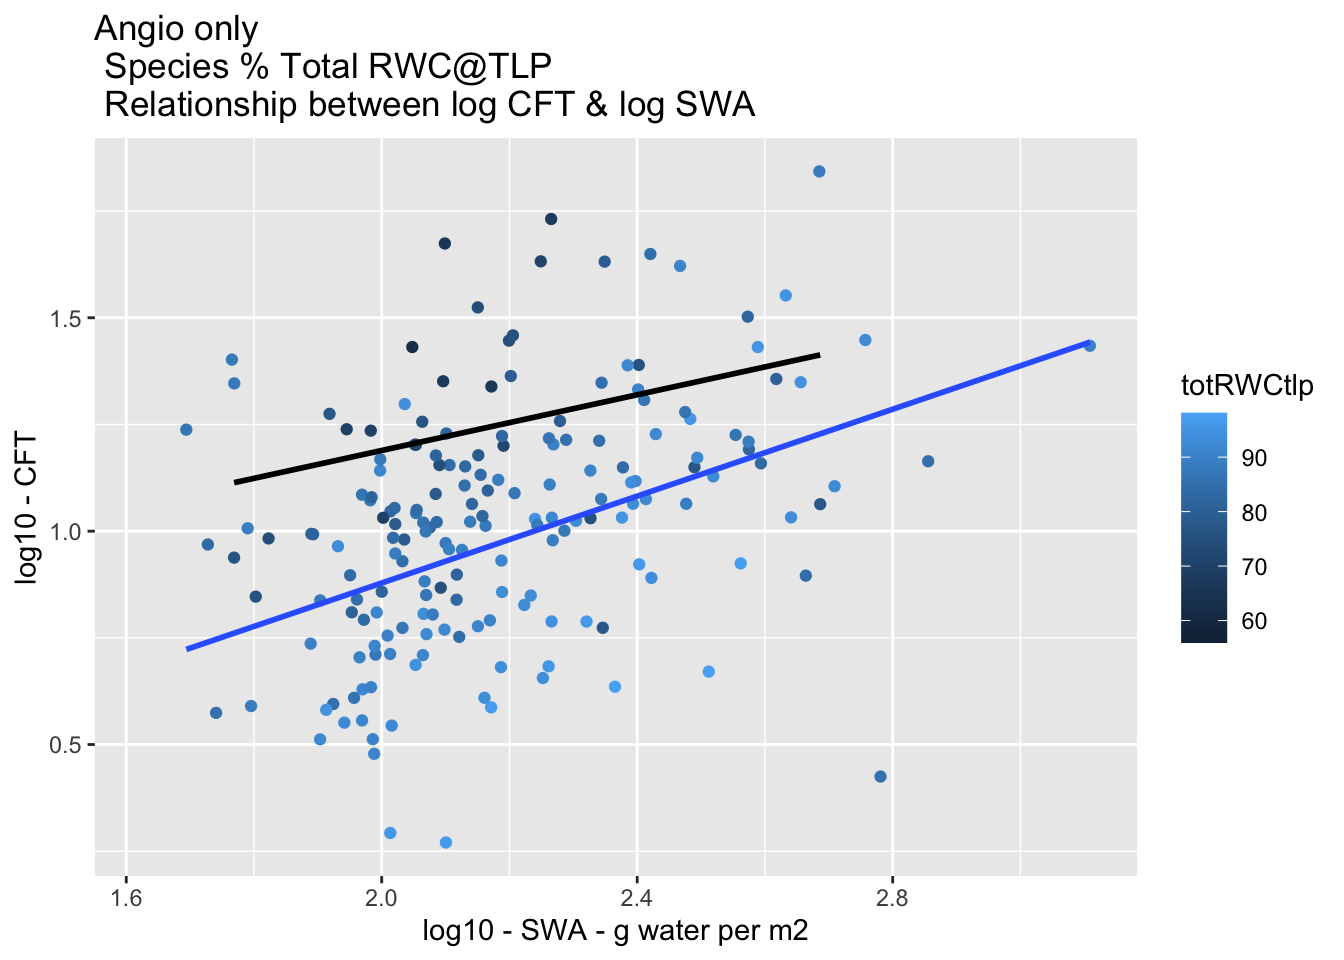 Angio only
Species % Total RWC@TLP
Relationship between log CFT & log SWA
log10 - CFT
1.5
1.0
0.5
1.6
2.0
2.4
2.8
log10 - SWA - g water per m2
totRWCtlp
90
80
70
60